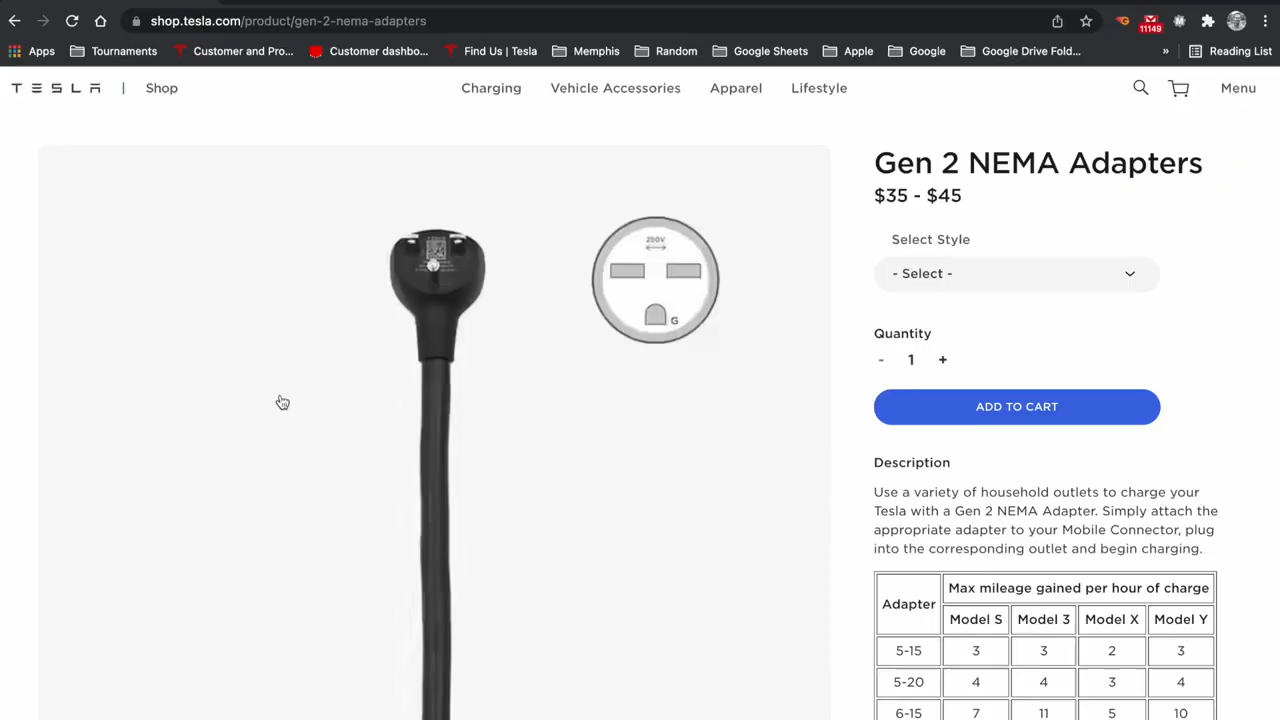 shop.tesla.com/product/gen-2-nema-adapters
11149
Apps Tournaments Customer and Pro... Customer dashbo... Find Us | Tesla Memphis Random Google Sheets Apple Google Google Drive Fold... » Reading List
TESLA | Shop Charging Vehicle Accessories Apparel Lifestyle Menu
Gen 2 NEMA Adapters
$35 - $45
Select Style
- Select -
250V
G
Quantity
- 1 +
ADD TO CART
Description
Use a variety of household outlets to charge your
Tesla with a Gen 2 NEMA Adapter. Simply attach the
appropriate adapter to your Mobile Connector, plug
into the corresponding outlet and begin charging.
Adapter Max mileage gained per hour of charge
Model S Model 3 Model X Model Y
5-15 3 3 2 3
5-20 4 4 3 4
6-15 7 11 5 10